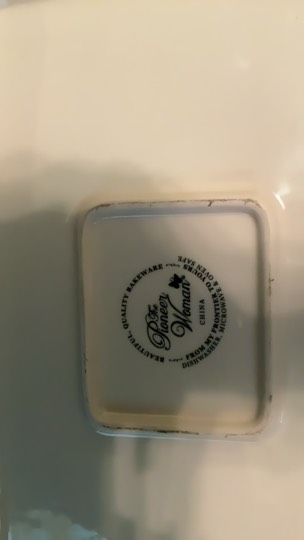 BEAUTIFUL, QUALITY BAKEWARE
FROM MY FRONTIER TO YOURS
The
Pioneer
Woman
CHINA
DISHWASHER, MICROWAVE & OVEN SAFE